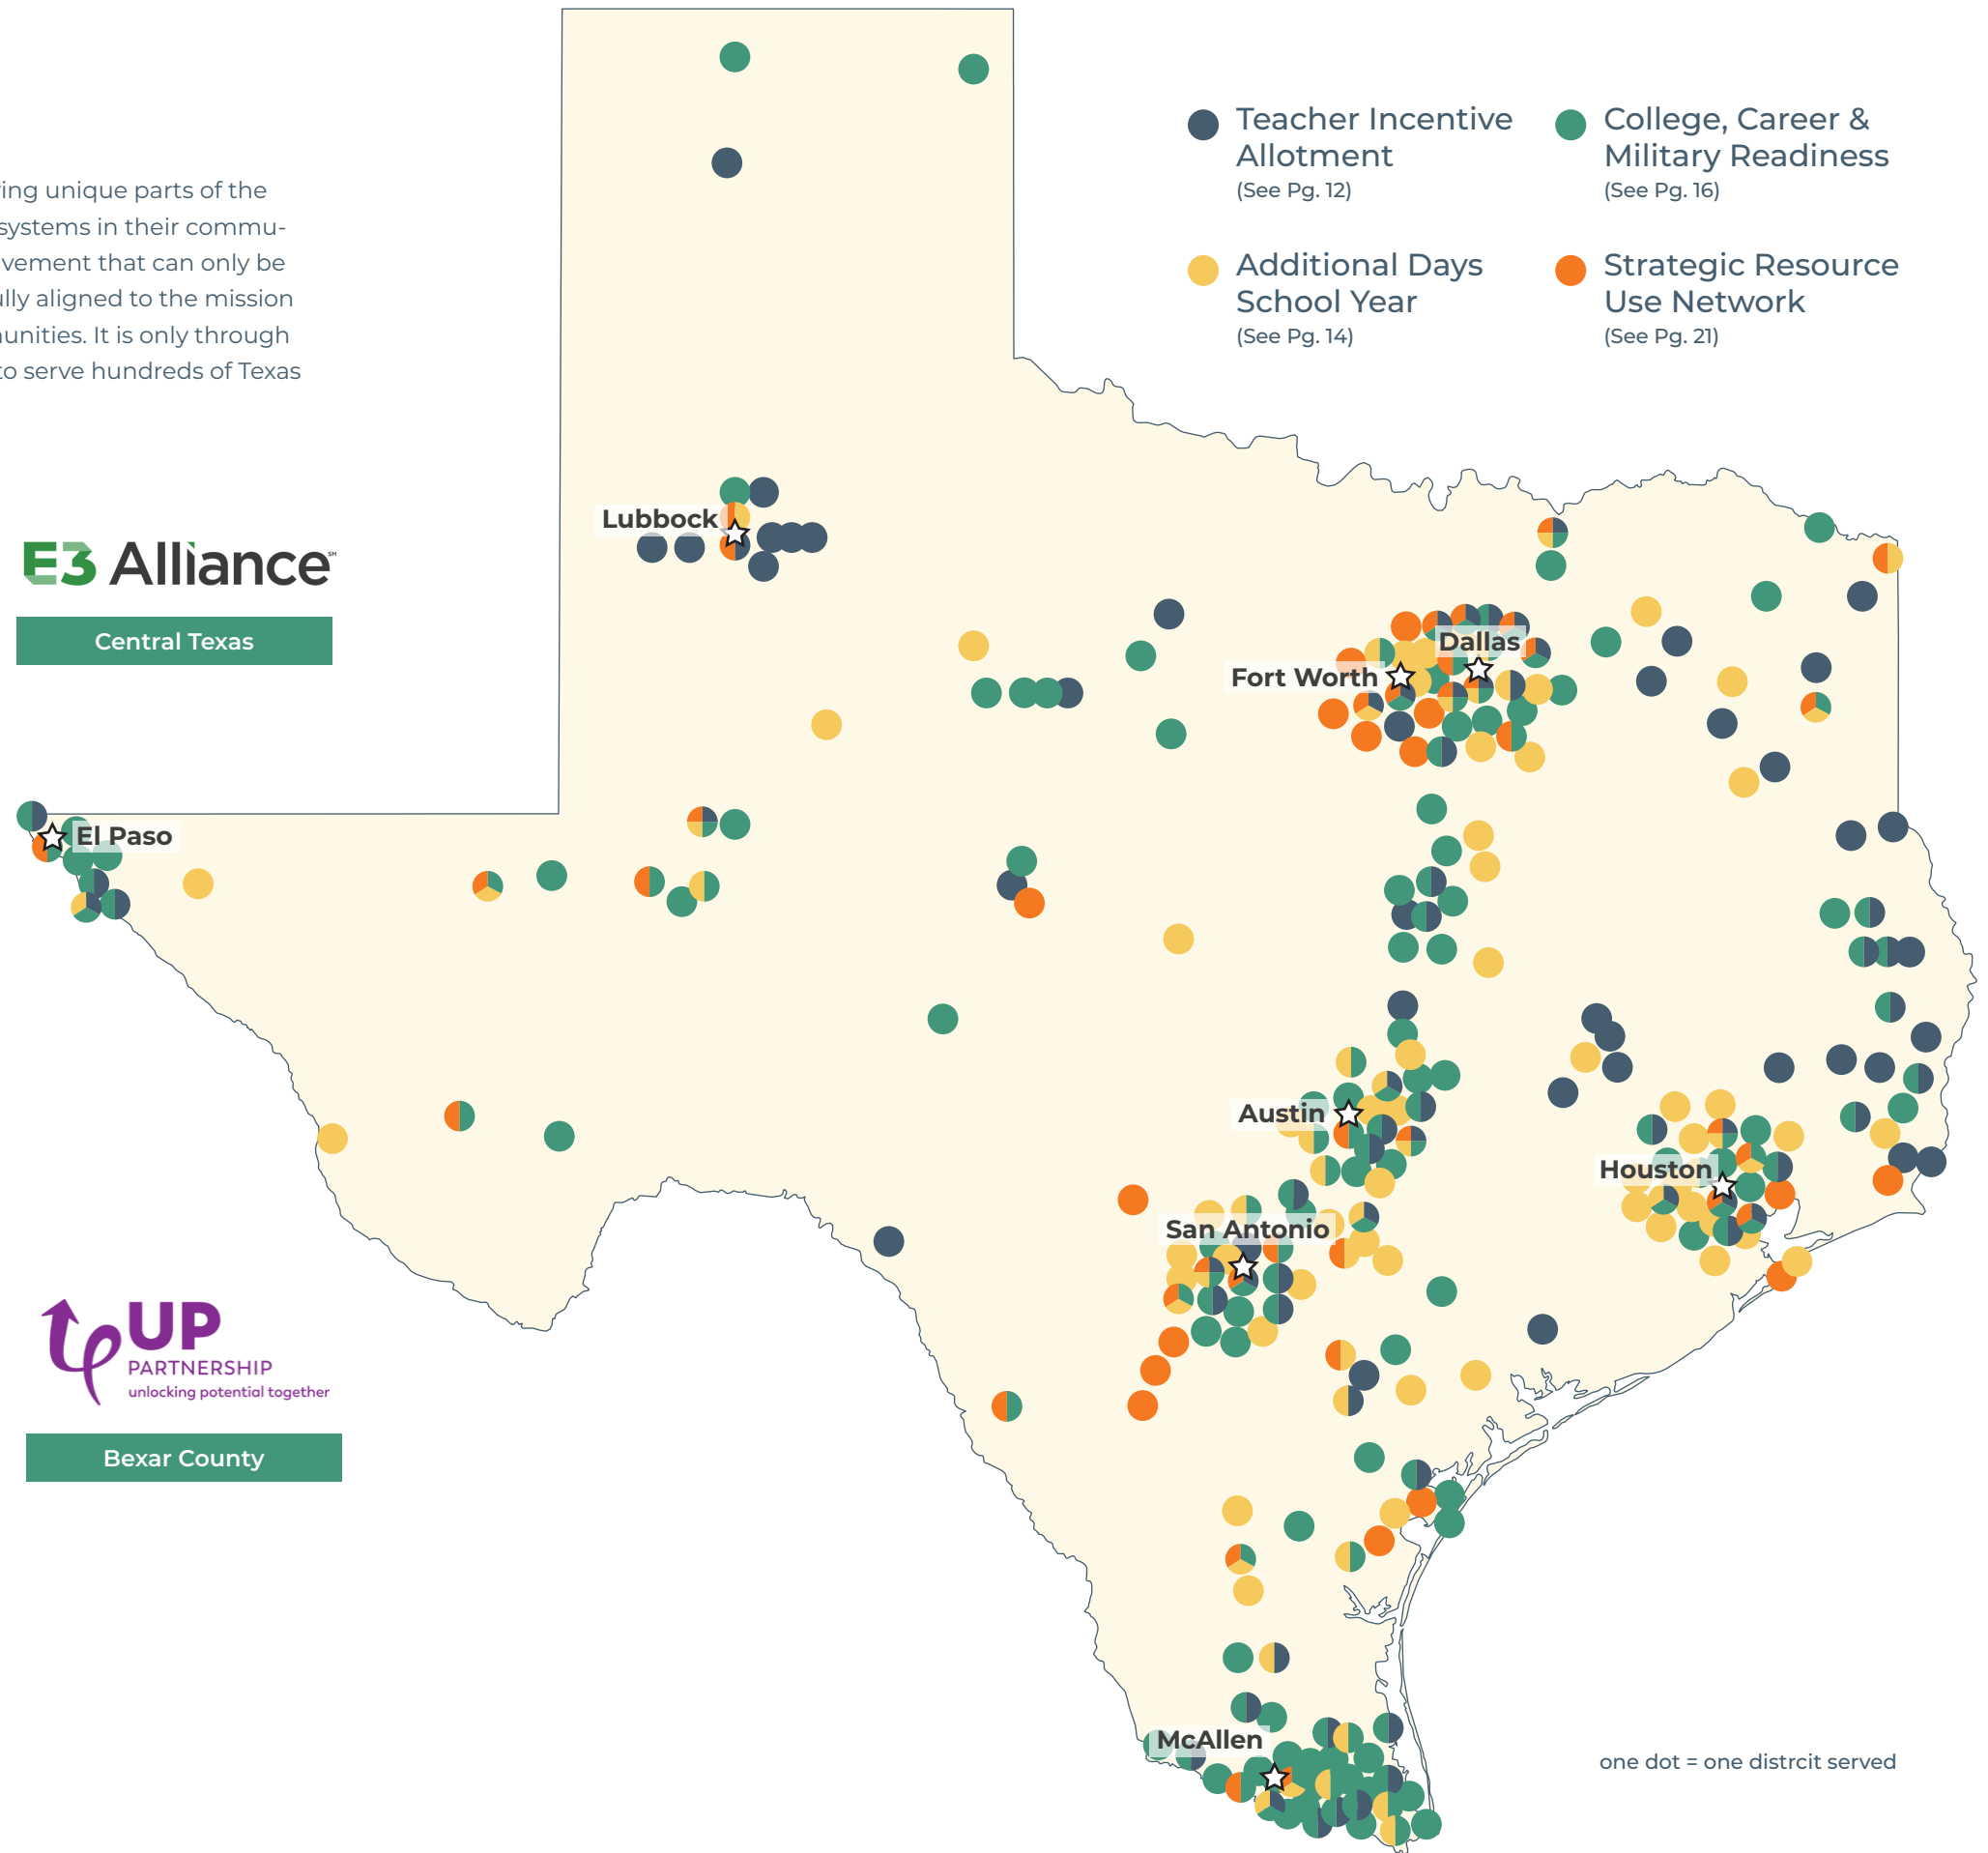 Teacher Incentive
Allotment
(See Pg. 12)
College, Career &
Military Readiness
(See Pg. 16)
Additional Days
School Year
(See Pg. 14)
Strategic Resource
Use Network
(See Pg. 21)
ing unique parts of the
systems in their commu-
vement that can only be
lly aligned to the mission
unities. It is only through
to serve hundreds of Texas
E3 Alliance℠
Central Texas
Lubbock
Dallas
Fort Worth
El Paso
Austin
Houston
San Antonio
UP
PARTNERSHIP
unlocking potential together
Bexar County
McAllen
one dot = one distrcit served